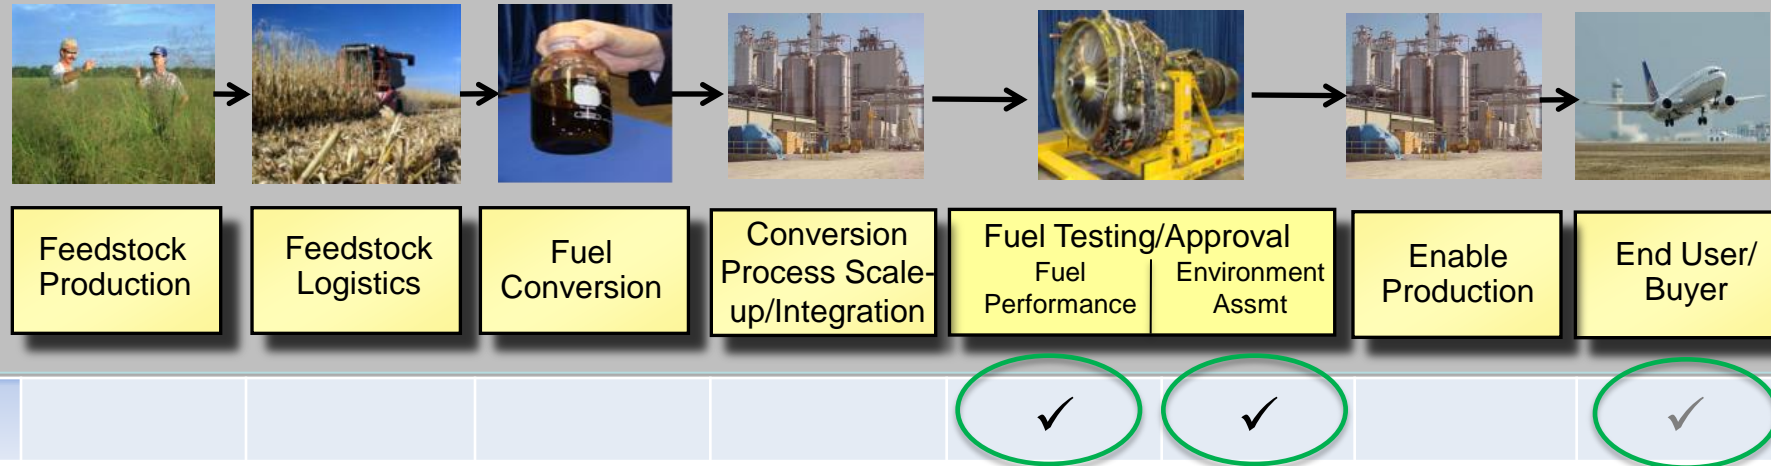 Feedstock
Production
Feedstock
Logistics
Fuel
Conversion
Conversion
Process Scale-
up/Integration
Fuel Testing/Approval
Fuel
Performance
Environment
Assmt
Enable
Production
End User/
Buyer
✓ ✓ ✓